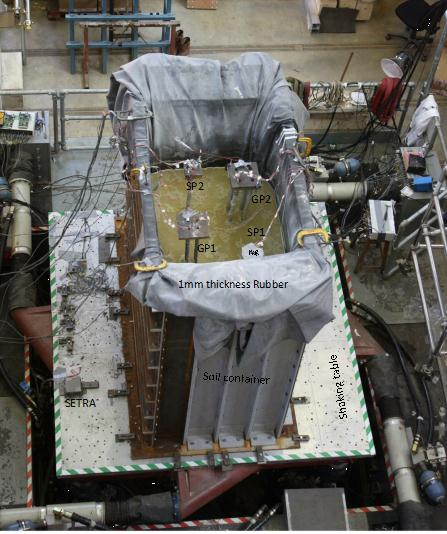 SP2
GP2
SP1
GP1
1mm thickness Rubber
Soil container
Shaking table
SETRA